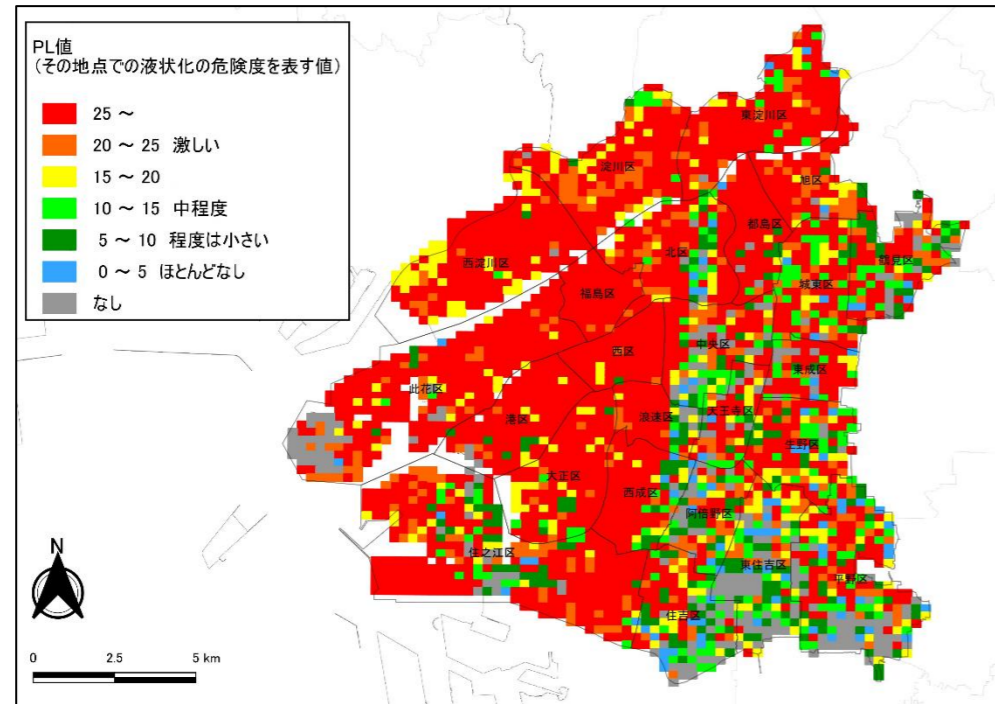 PL値
（その地点での液状化の危険度を表す値）
25 ～
20 ～ 25 激しい
15 ～ 20
10 ～ 15 中程度
5 ～ 10 程度は小さい
0 ～ 5 ほとんどなし
なし
東淀川区
淀川区
旭区
都島区
北区
鶴見区
西淀川区
城東区
福島区
中央区
西区
東成区
此花区
天王寺区
浪速区
港区
生野区
大正区
西成区
阿倍野区
住之江区
東住吉区
平野区
住吉区
N
0 2.5 5 km